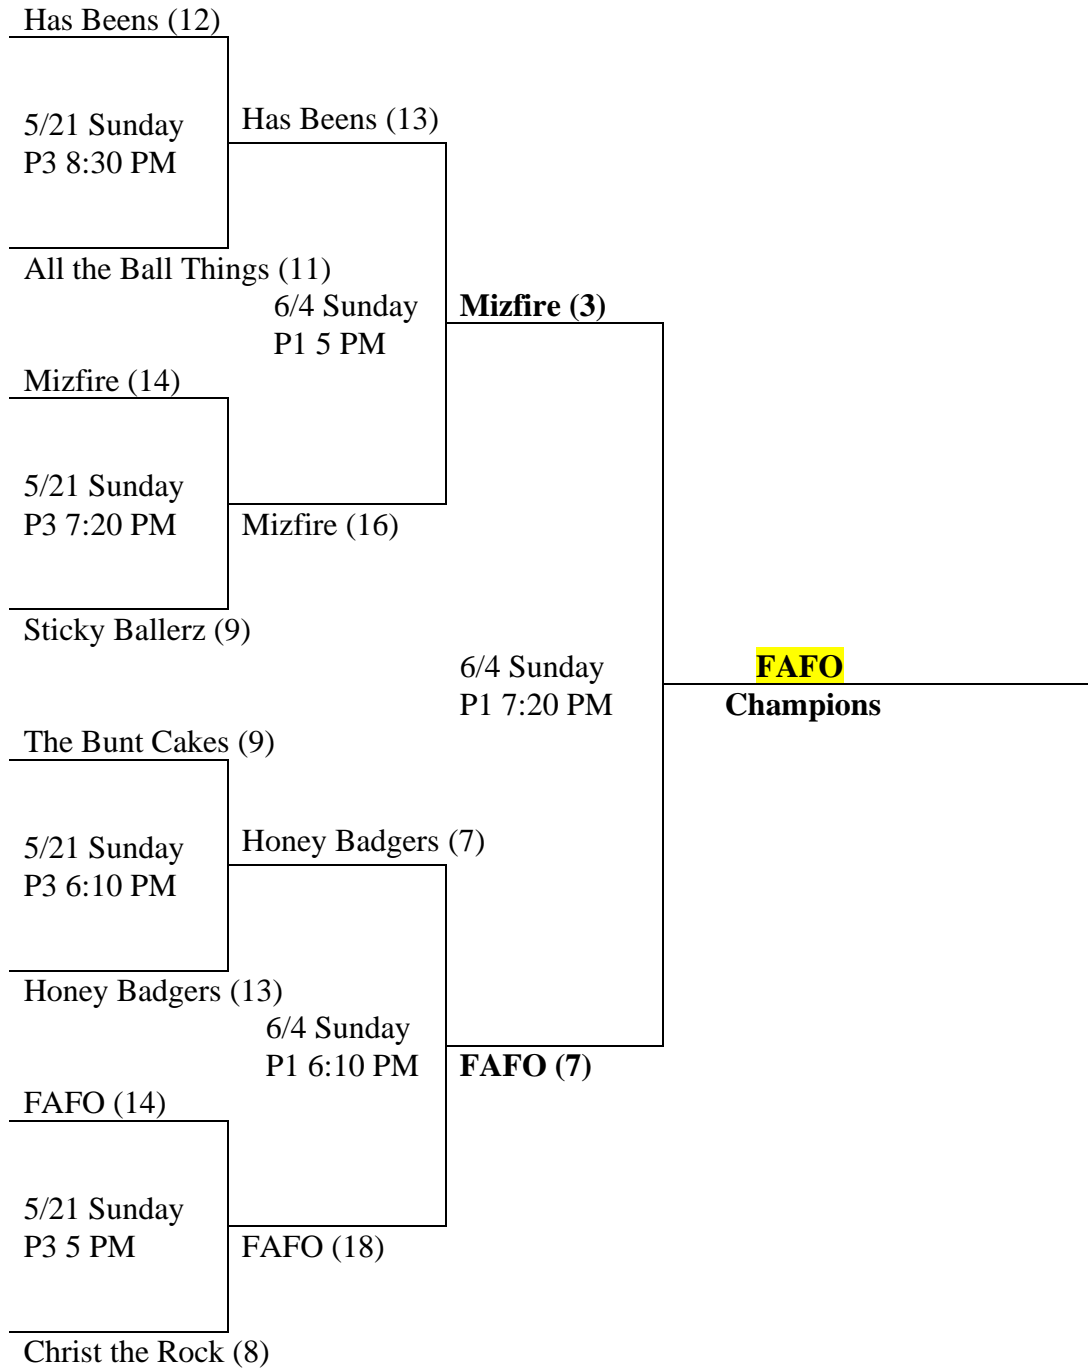 Has Beens (12)
5/21 Sunday
P3 8:30 PM
Has Beens (13)
All the Ball Things (11)
6/4 Sunday
P1 5 PM
Mizfire (3)
Mizfire (14)
5/21 Sunday
P3 7:20 PM
Mizfire (16)
Sticky Ballerz (9)
6/4 Sunday
P1 7:20 PM
FAFO
Champions
The Bunt Cakes (9)
5/21 Sunday
P3 6:10 PM
Honey Badgers (7)
Honey Badgers (13)
6/4 Sunday
P1 6:10 PM
FAFO (7)
FAFO (14)
5/21 Sunday
P3 5 PM
FAFO (18)
Christ the Rock (8)